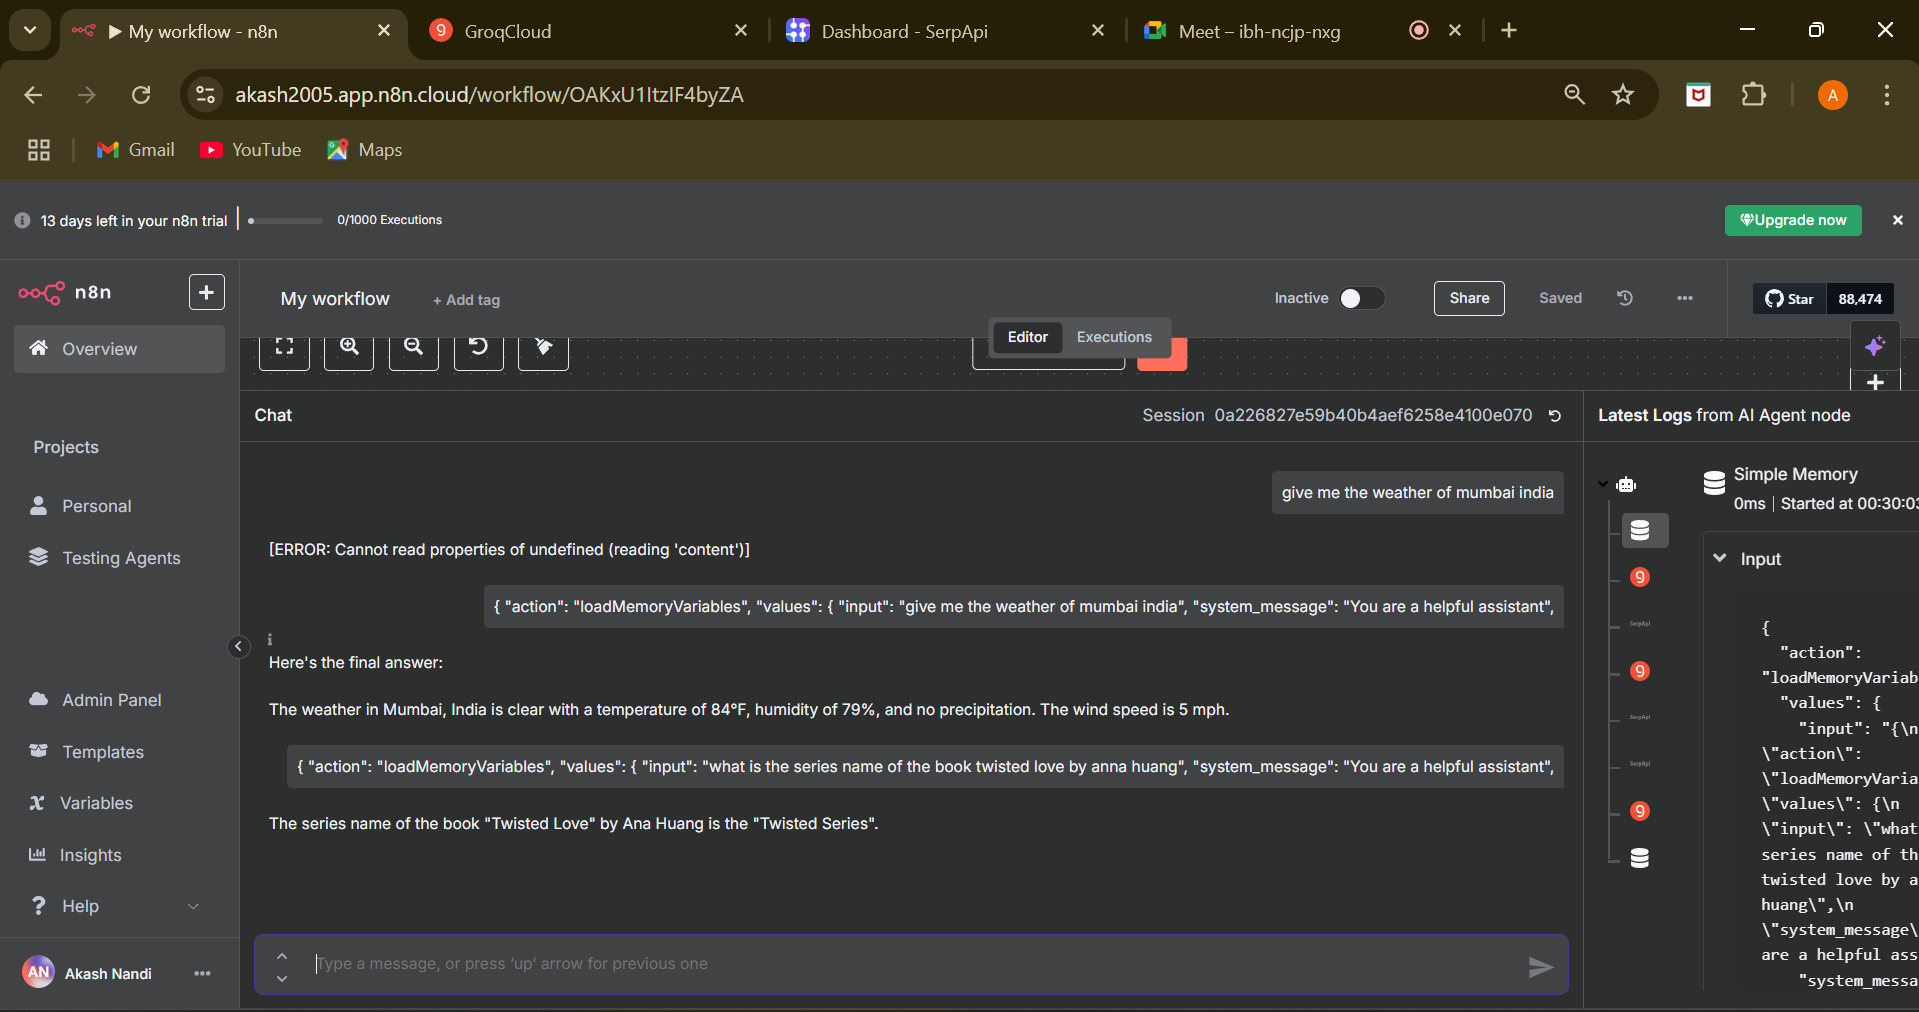 My workflow - n8n
9 GroqCloud
Dashboard - SerpApi
Meet – ibh-ncjp-nxg
akash2005.app.n8n.cloud/workflow/OAKxU1ItzIF4byZA
A
Gmail
YouTube
Maps
13 days left in your n8n trial
0/1000 Executions
Upgrade now
n8n
My workflow
+ Add tag
Inactive
Share
Saved
Star 88,474
Editor
Executions
Overview
Projects
Personal
Testing Agents
Admin Panel
Templates
Variables
Insights
Help
AN Akash Nandi
Chat
Session 0a226827e59b40b4aef6258e4100e070
give me the weather of mumbai india
[ERROR: Cannot read properties of undefined (reading 'content')]
{ "action": "loadMemoryVariables", "values": { "input": "give me the weather of mumbai india", "system_message": "You are a helpful assistant",
Here's the final answer:
The weather in Mumbai, India is clear with a temperature of 84°F, humidity of 79%, and no precipitation. The wind speed is 5 mph.
{ "action": "loadMemoryVariables", "values": { "input": "what is the series name of the book twisted love by anna huang", "system_message": "You are a helpful assistant",
The series name of the book "Twisted Love" by Ana Huang is the "Twisted Series".
Type a message, or press 'up' arrow for previous one
Latest Logs from AI Agent node
9
SerpApi
9
SerpApi
SerpApi
9
Simple Memory
0ms | Started at 00:30:03
Input
{
"action":
"loadMemoryVariab
"values": {
"input": "{\n
\"action\":
\"loadMemoryVaria
\"values\": {\n
\"input\": \"what
series name of th
twisted love by a
huang\",\n
\"system_message\
are a helpful ass
"system_messa